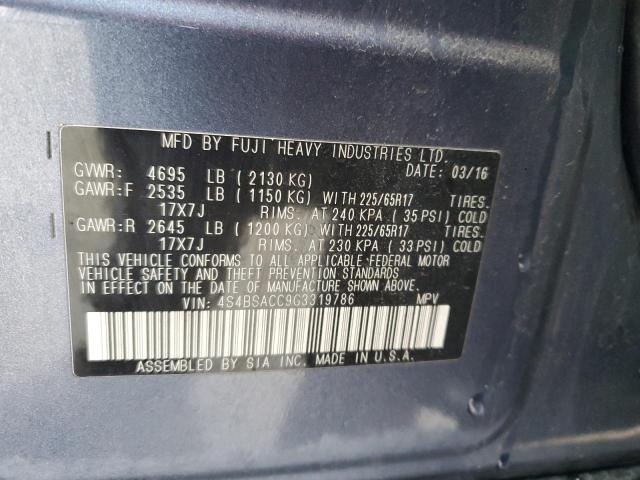 MFD BY FUJI HEAVY INDUSTRIES LTD.
GVWR: 4695 LB ( 2130 KG) DATE: 03/16
GAWR:F 2535 LB ( 1150 KG) WITH 225/65R17 TIRES.
17X7J RIMS. AT 240 KPA ( 35 PSI) COLD
GAWR:R 2645 LB ( 1200 KG) WITH 225/65R17 TIRES.
17X7J RIMS. AT 230 KPA ( 33 PSI) COLD
THIS VEHICLE CONFORMS TO ALL APPLICABLE FEDERAL MOTOR
VEHICLE SAFETY AND THEFT PREVENTION STANDARDS
IN EFFECT ON THE DATE OF MANUFACTURE SHOWN ABOVE.
VIN: 4S4BSACC9G3319786 MPV
ASSEMBLED BY SIA INC. MADE IN U.S.A.